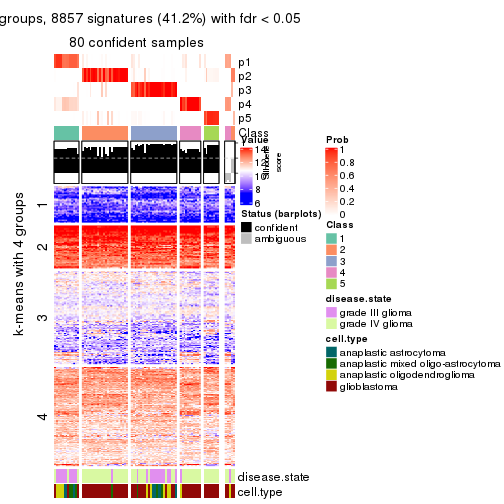 groups, 8857 signatures (41.2%) with fdr < 0.05
80 confident samples
p1
p2
p3
p4
p5
Class
Silhouette
score
k-means with 4 groups
1
2
3
4
disease.state
cell.type
Value
14
8
6
Status (barplots)
confident
ambiguous
Prob
1
0.8
0.6
0.4
0.2
0
Class
1
2
3
4
5
disease.state
grade III glioma
grade IV glioma
cell.type
anaplastic astrocytoma
anaplastic mixed oligo-astrocytoma
anaplastic oligodendroglioma
glioblastoma